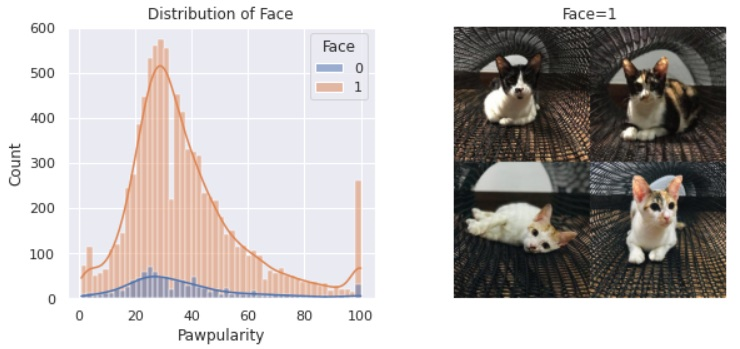 Distribution of Face
600
500
400
300
200
100
0
Count
0 20 40 60 80 100
Pawpularity
Face
0
1
Face=1